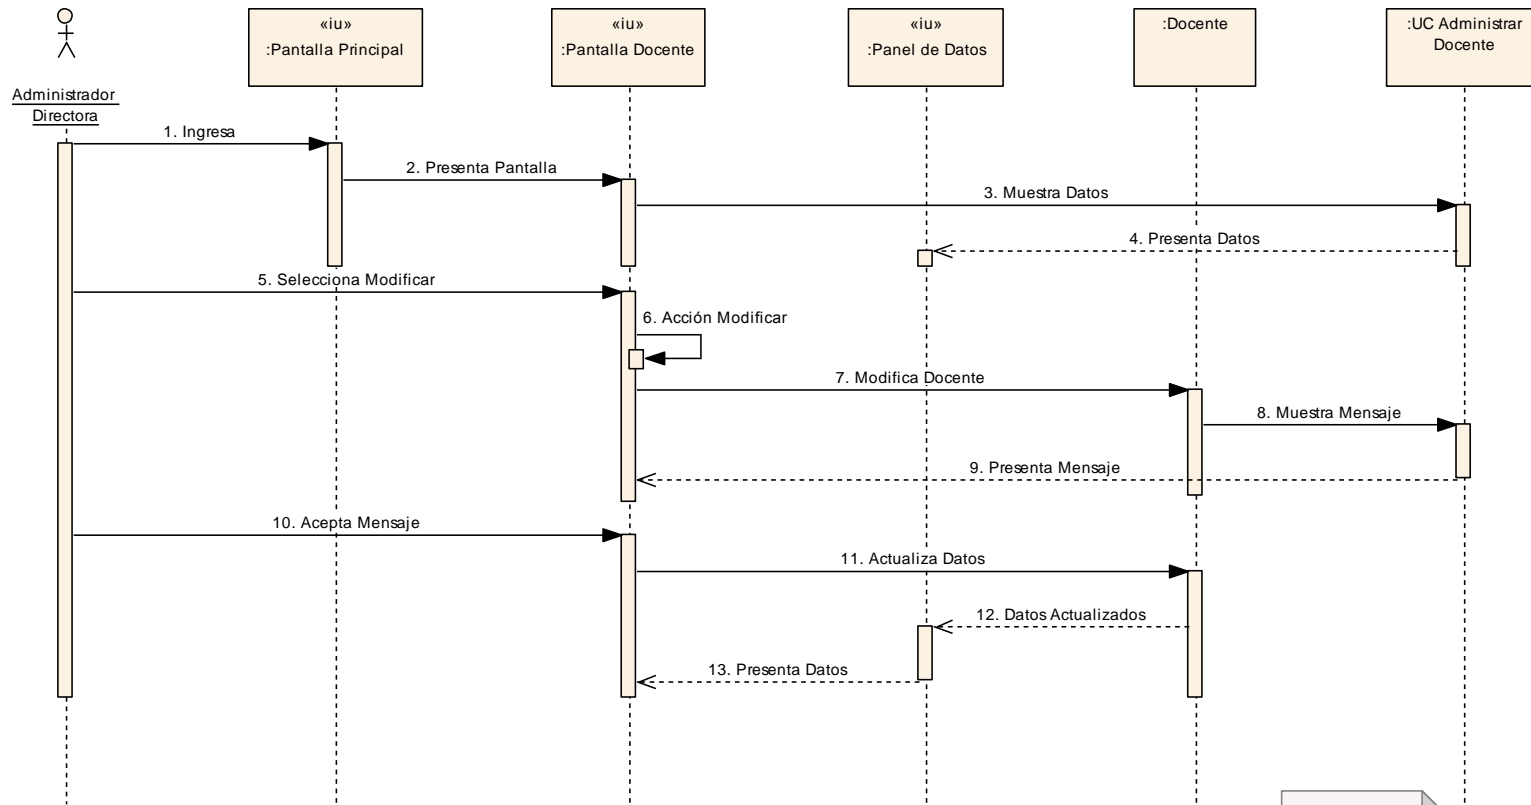 «iu»
:Pantalla Principal
«iu»
:Pantalla Docente
«iu»
:Panel de Datos
:Docente
:UC Administrar
Docente
Administrador
Directora
1. Ingresa
2. Presenta Pantalla
3. Muestra Datos
4. Presenta Datos
5. Selecciona Modificar
6. Acción Modificar
7. Modifica Docente
8. Muestra Mensaje
9. Presenta Mensaje
10. Acepta Mensaje
11. Actualiza Datos
12. Datos Actualizados
13. Presenta Datos